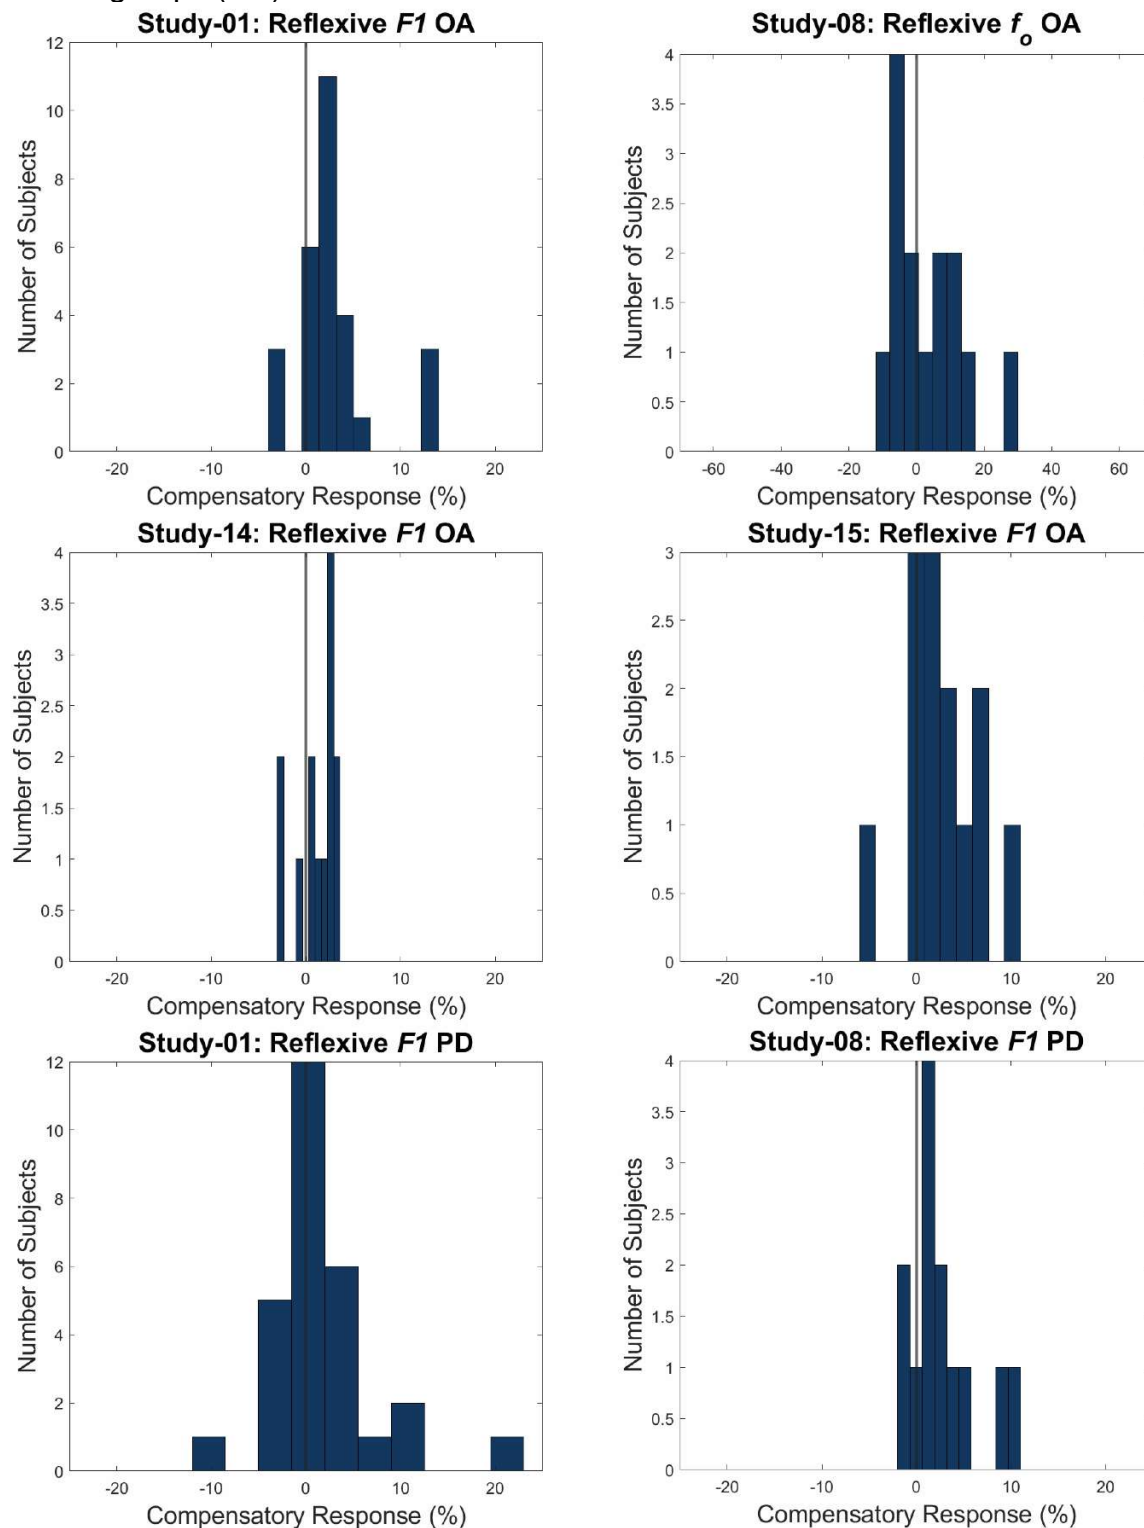 Study-01: Reflexive F1 OA
12
10
8
6
4
2
0
Number of Subjects
-20 -10 0 10 20
Compensatory Response (%)
Study-08: Reflexive fo OA
4
3.5
3
2.5
2
1.5
1
0.5
0
Number of Subjects
-60 -40 -20 0 20 40 60
Compensatory Response (%)
Study-14: Reflexive F1 OA
4
3.5
3
2.5
2
1.5
1
0.5
0
Number of Subjects
-20 -10 0 10 20
Compensatory Response (%)
Study-15: Reflexive F1 OA
3
2.5
2
1.5
1
0.5
0
Number of Subjects
-20 -10 0 10 20
Compensatory Response (%)
Study-01: Reflexive F1 PD
12
10
8
6
4
2
0
Number of Subjects
-20 -10 0 10 20
Compensatory Response (%)
Study-08: Reflexive F1 PD
4
3.5
3
2.5
2
1.5
1
0.5
0
Number of Subjects
-20 -10 0 10 20
Compensatory Response (%)